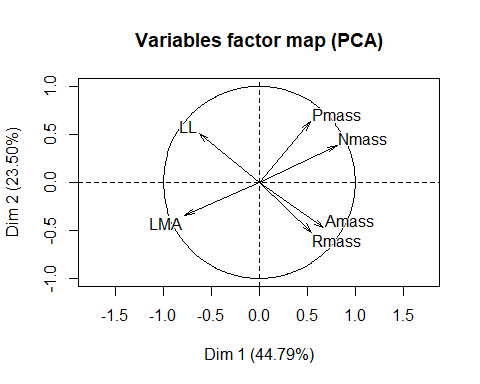 Variables factor map (PCA)
Dim 2 (23.50%)
1.0
0.5
0.0
-0.5
-1.0
LL
Pmass
Nmass
LMA
Amass
Rmass
-1.5 -1.0 -0.5 0.0 0.5 1.0 1.5
Dim 1 (44.79%)